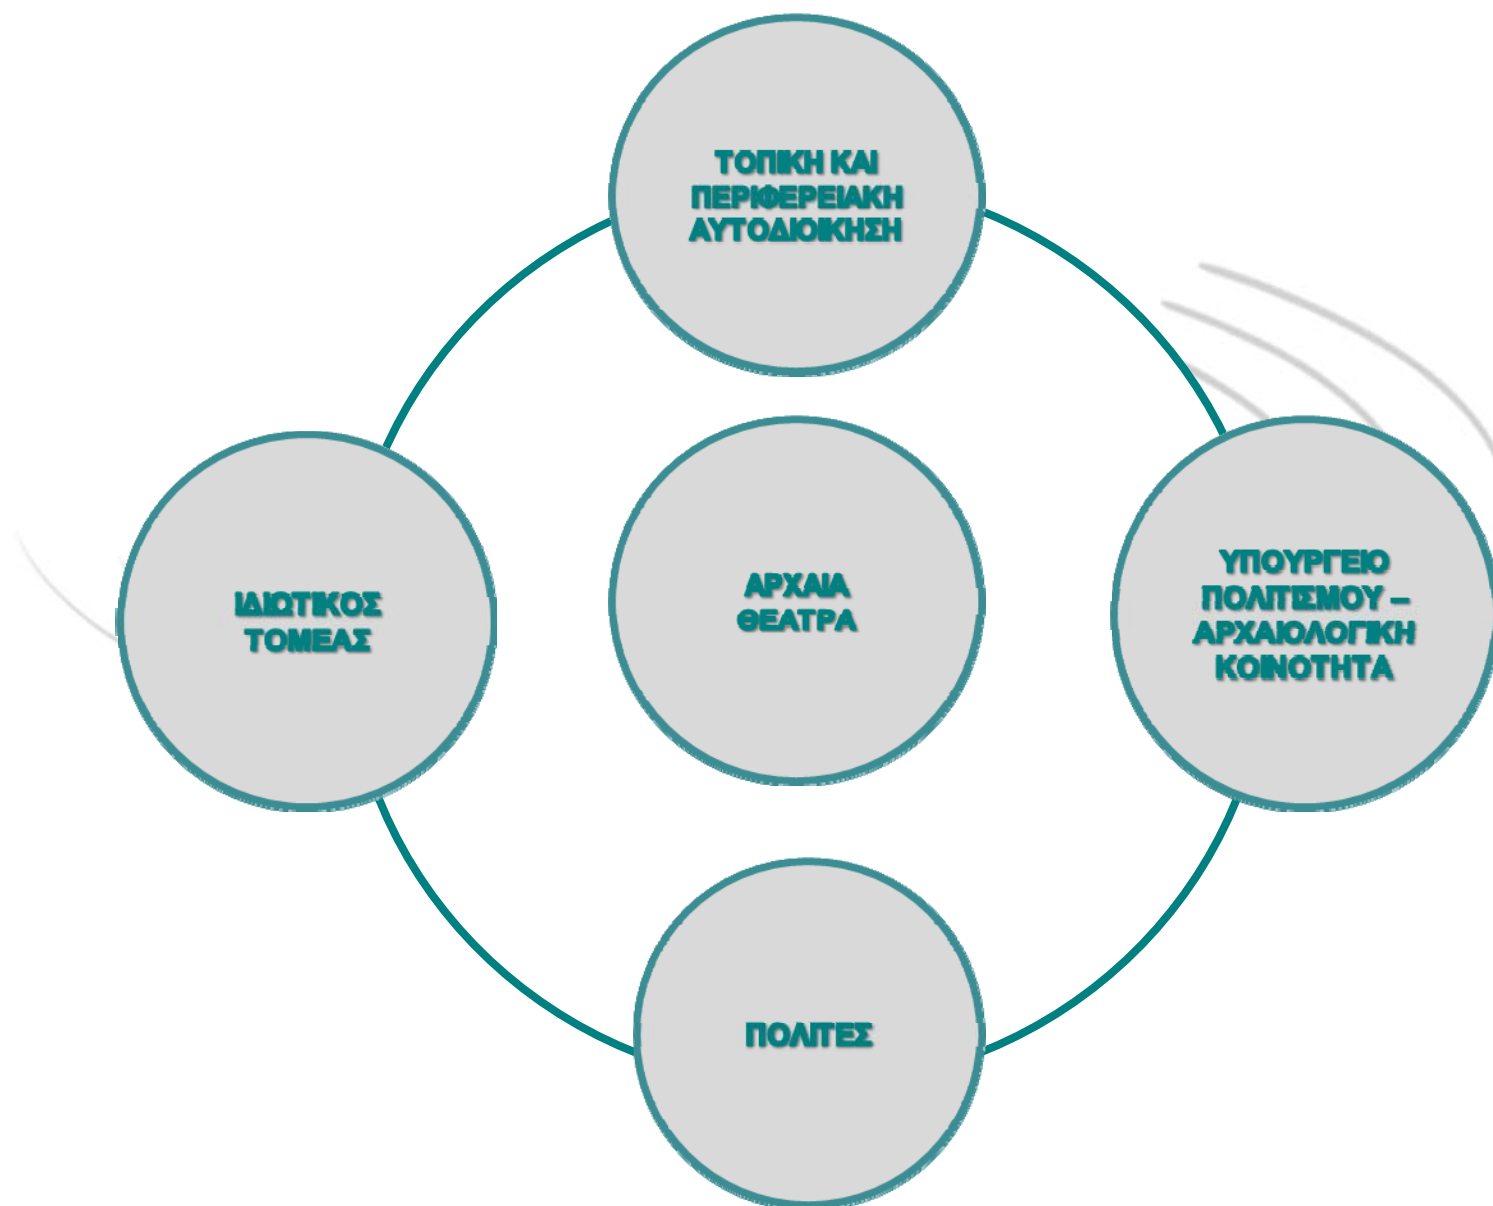 ΤΟΠΙΚΗ ΚΑΙ
ΠΕΡΙΦΕΡΕΙΑΚΗ
ΑΥΤΟΔΙΟΙΚΗΣΗ
ΙΔΙΩΤΙΚΟΣ
ΤΟΜΕΑΣ
ΑΡΧΑΙΑ
ΘΕΑΤΡΑ
ΥΠΟΥΡΓΕΙΟ
ΠΟΛΙΤΙΣΜΟΥ –
ΑΡΧΑΙΟΛΟΓΙΚΗ
ΚΟΙΝΟΤΗΤΑ
ΠΟΛΙΤΕΣ